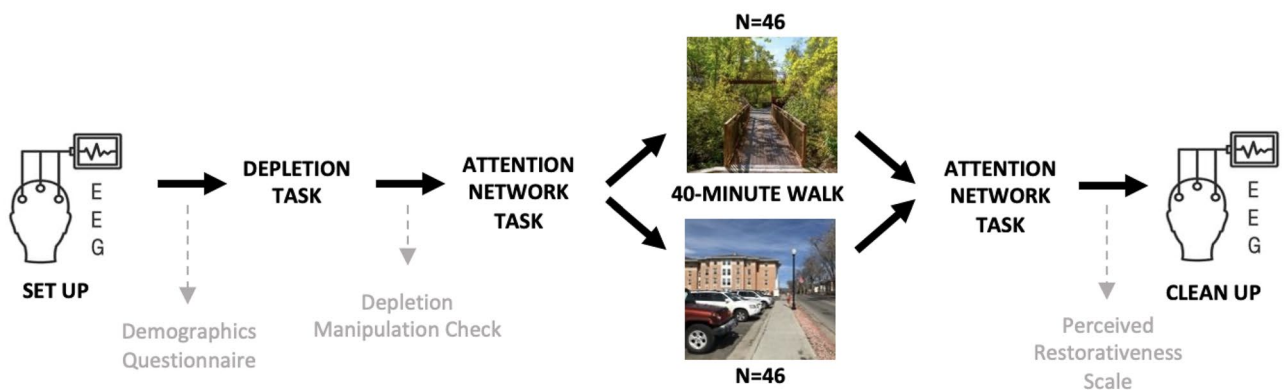 N=46
E
E
G
SET UP
DEPLETION
TASK
ATTENTION
NETWORK
TASK
40-MINUTE WALK
ATTENTION
NETWORK
TASK
E
E
G
CLEAN UP
Demographics
Questionnaire
Depletion
Manipulation Check
Perceived
Restorativeness
Scale
N=46